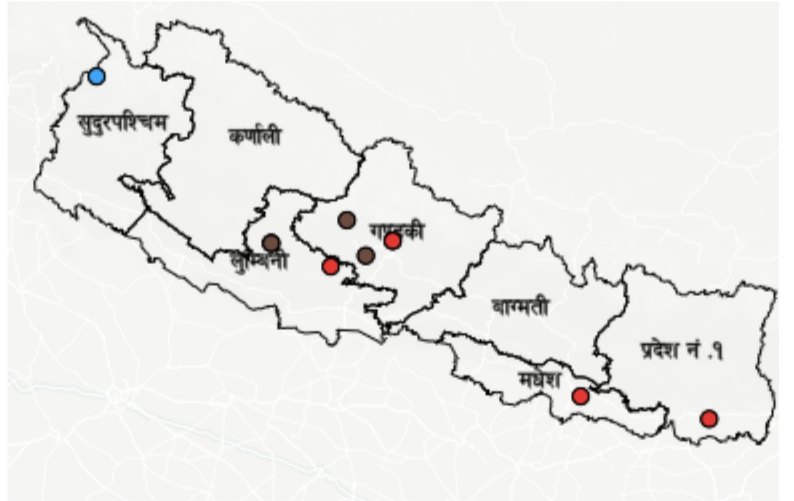 सुदुरपश्चिम
कर्णाली
गण्डकी
लुम्बिनी
बाग्मती
प्रदेश नं .१
मधेश